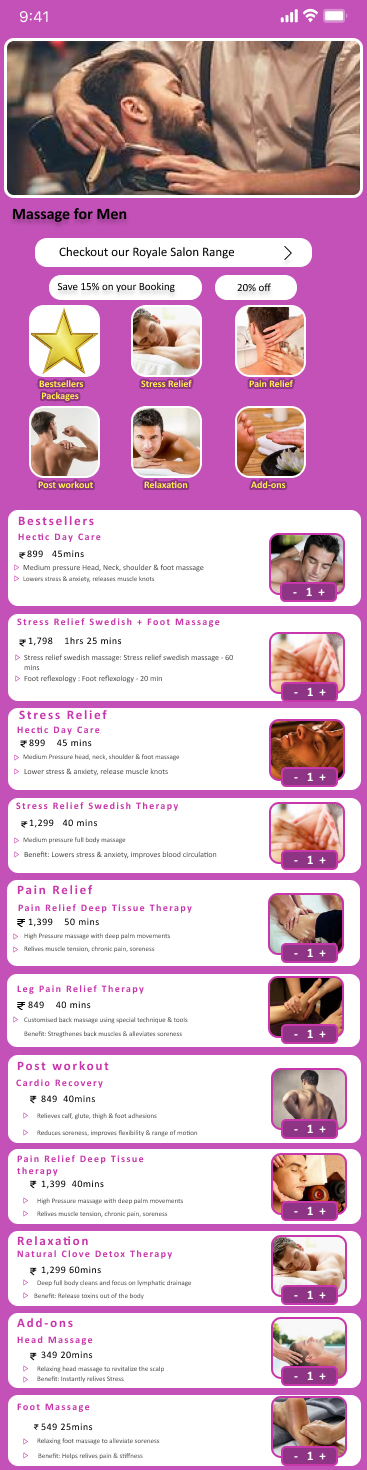 9:41
Massage for Men
Checkout our Royale Salon Range
Save 15% on your Booking
20% off
Bestsellers
Packages
Stress Relief
Pain Relief
Post workout
Relaxation
Add-ons
Bestsellers
Hectic Day Care
₹ 899 45mins
Medium pressure Head, Neck, shoulder & foot massage
Lowers stress & anxiety, releases muscle knots
- 1 +
Stress Relief Swedish + Foot Massage
₹ 1,798 1hrs 25 mins
Stress relief swedish massage: Stress relief swedish massage - 60
mins
Foot reflexology : Foot reflexology - 20 min
- 1 +
Stress Relief
Hectic Day Care
₹ 899 45 mins
Medium Pressure head, neck, shoulder & foot massage
Lower stress & anxiety, release muscle knots
- 1 +
Stress Relief Swedish Therapy
₹ 1,299 40 mins
Medium pressure full body massage
Benefit: Lowers stress & anxiety, improves blood circulation
- 1 +
Pain Relief
Pain Relief Deep Tissue Therapy
₹ 1,399 50 mins
High Pressure massage with deep palm movements
Relives muscle tension, chronic pain, soreness
- 1 +
Leg Pain Relief Therapy
₹ 849 40 mins
Customised back massage using special technique & tools
Benefit: Stregthenes back muscles & alleviates soreness
- 1 +
Post workout
Cardio Recovery
₹ 849 40mins
Relieves calf, glute, thigh & foot adhesions
Reduces soreness, improves flexibility & range of motion
- 1 +
Pain Relief Deep Tissue
therapy
₹ 1,399 40mins
High Pressure massage with deep palm movements
Relives muscle tension, chronic pain, soreness
- 1 +
Relaxation
Natural Clove Detox Therapy
₹ 1,299 60mins
Deep full body cleans and focus on lymphatic drainage
Benefit: Release toxins out of the body
- 1 +
Add-ons
Head Massage
₹ 349 20mins
Relaxing head massage to revitalize the scalp
Benefit: Instantly relives Stress
- 1 +
Foot Massage
₹ 549 25mins
Relaxing foot massage to alleviate soreness
Benefit: Helps relives pain & stiffness
- 1 +